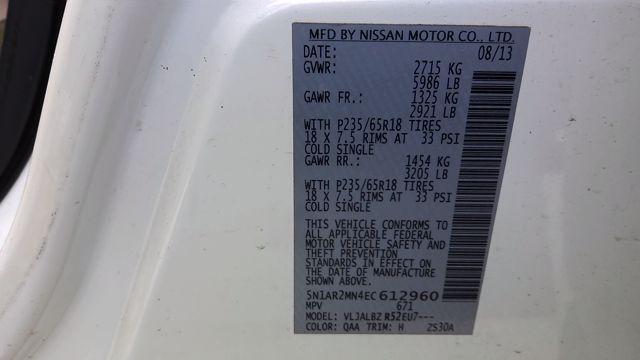 MFD BY NISSAN MOTOR CO., LTD.
DATE: 08/13
GVWR: 2715 KG
5986 LB
GAWR FR.: 1325 KG
2921 LB
WITH P235/65R18 TIRES
18 X 7.5 RIMS AT 33 PSI
COLD SINGLE
GAWR RR.: 1454 KG
3205 LB
WITH P235/65R18 TIRES
18 X 7.5 RIMS AT 33 PSI
COLD SINGLE
THIS VEHICLE CONFORMS TO
ALL APPLICABLE FEDERAL
MOTOR VEHICLE SAFETY AND
THEFT PREVENTION
STANDARDS IN EFFECT ON
THE DATE OF MANUFACTURE
SHOWN ABOVE.
5N1AR2MN4EC612960
MPV 671
MODEL: VLJALBZ R52EU7---
COLOR: QAA TRIM: H ZS30A